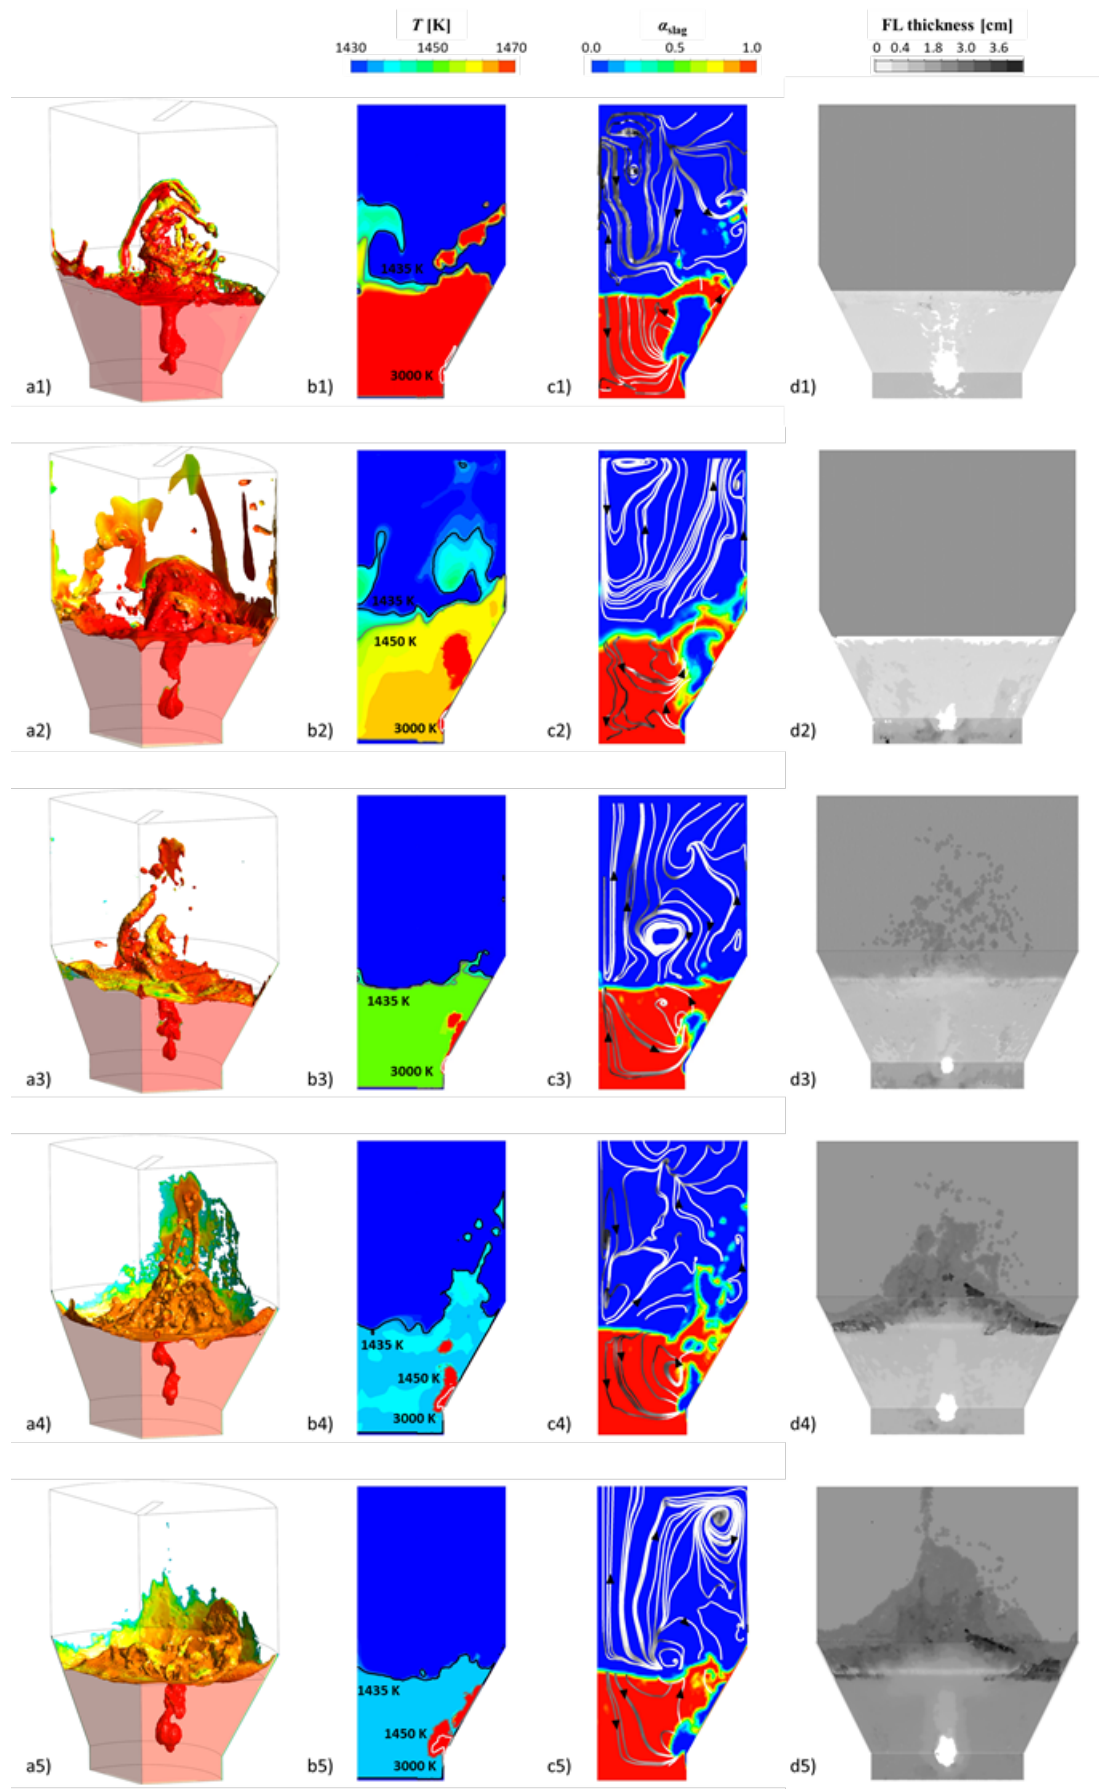 T [K]
1430 1450 1470
α_slag
0.0 0.5 1.0
FL thickness [cm]
0 0.4 1.8 3.0 3.6
1435 K
3000 K
a1) b1) c1) d1)
1435 K
1450 K
3000 K
a2) b2) c2) d2)
1435 K
3000 K
a3) b3) c3) d3)
1435 K
1450 K
3000 K
a4) b4) c4) d4)
1435 K
1450 K
3000 K
a5) b5) c5) d5)